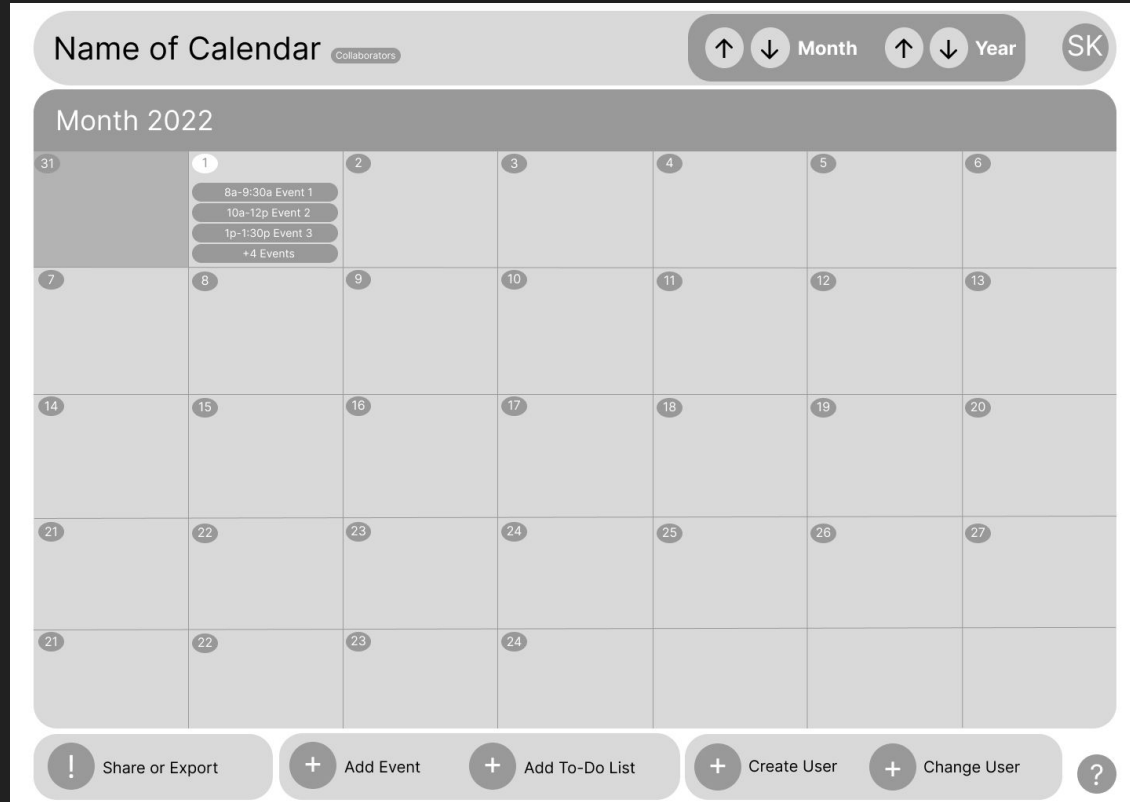 Name of Calendar Collaborators ↑ ↓ Month ↑ ↓ Year SK
Month 2022
31 1 2 3 4 5 6
8a-9:30a Event 1
10a-12p Event 2
1p-1:30p Event 3
+4 Events
7 8 9 10 11 12 13
14 15 16 17 18 19 20
21 22 23 24 25 26 27
21 22 23 24
! Share or Export + Add Event + Add To-Do List + Create User + Change User ?